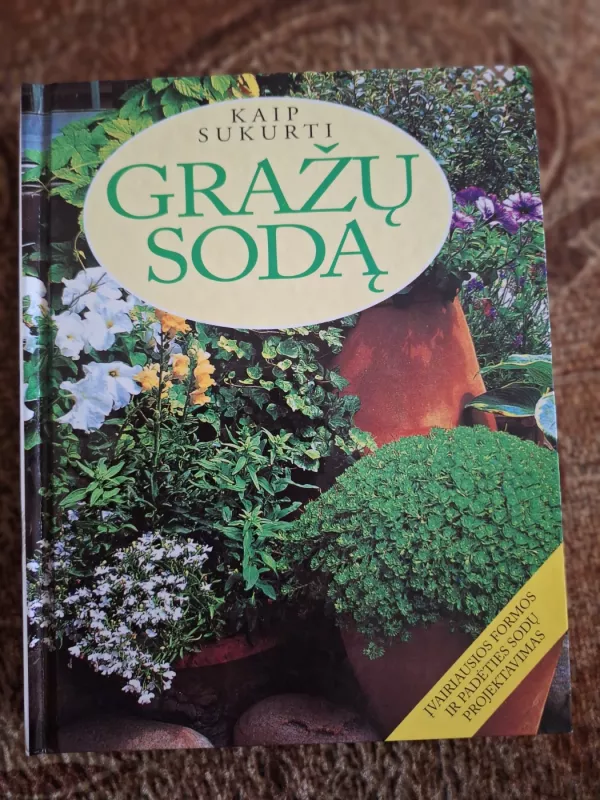 KAIP
SUKURTI
GRAŽŲ
SODĄ
ĮVAIRIAUSIOS FORMOS
IR PADĖTIES SODŲ
PROJEKTAVIMAS